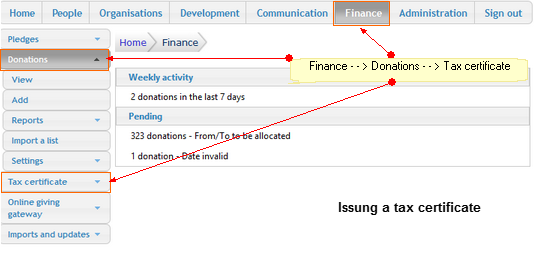 Home People Organisations Development Communication Finance Administration Sign out
Pledges
Donations
View
Add
Reports
Import a list
Settings
Tax certificate
Online giving
gateway
Imports and updates
Home Finance
Finance - -> Donations - -> Tax certificate
Weekly activity
2 donations in the last 7 days
Pending
323 donations - From/To to be allocated
1 donation - Date invalid
Issung a tax certificate